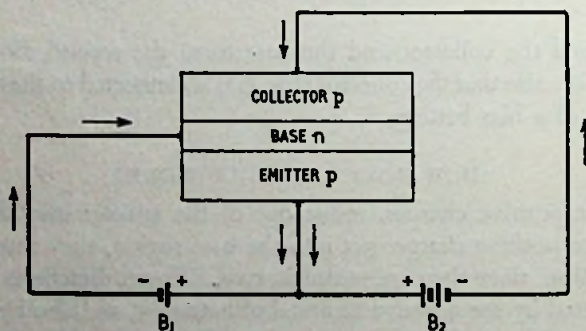 COLLECTOR p
BASE n
EMITTER p
- +
B1
+ -
B2